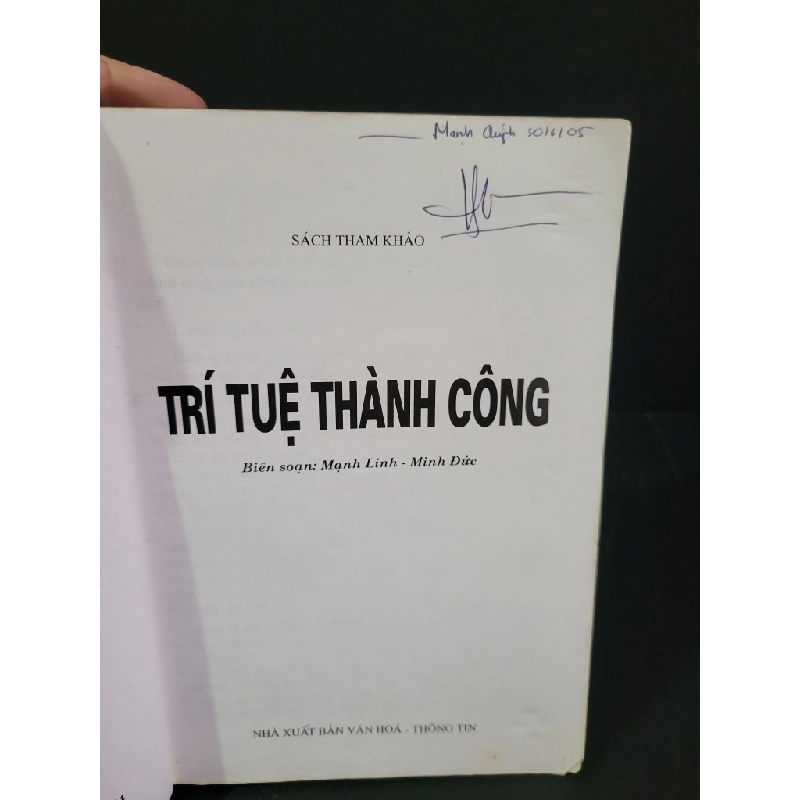 Mạnh Quỳnh 30/6/05
SÁCH THAM KHẢO
TRÍ TUỆ THÀNH CÔNG
Biên soạn: Mạnh Linh - Minh Đức
NHÀ XUẤT BẢN VĂN HOÁ - THÔNG TIN